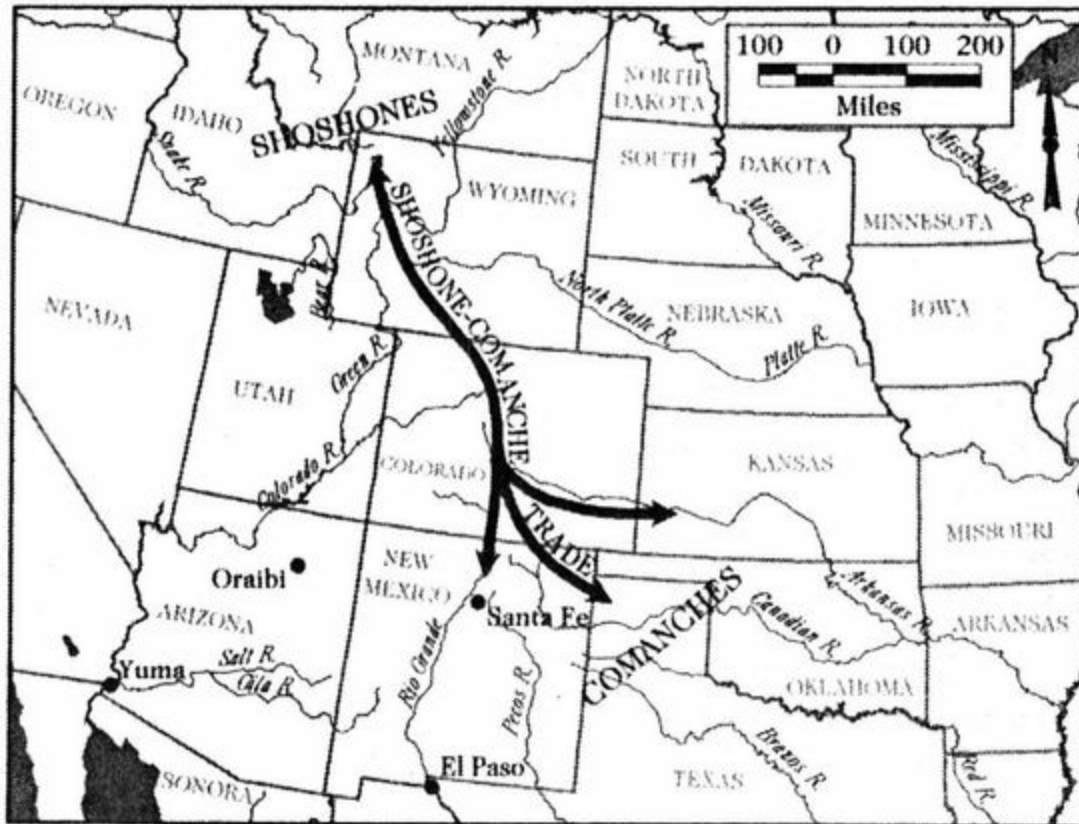 100 0 100 200
Miles
N
MONTANA
NORTH
DAKOTA
OREGON
IDAHO
SHOSHONES
Yellowstone R.
Snake R.
SOUTH
DAKOTA
WYOMING
Mississippi R.
MINNESOTA
Missouri R.
SHOSHONE-COMANCHE
TRADE
Bear R.
NEVADA
North Platte R.
NEBRASKA
IOWA
Platte R.
UTAH
Green R.
Colorado R.
COLORADO
KANSAS
MISSOURI
Oraibi
NEW
MEXICO
Santa Fe
COMANCHES
Canadian R.
Arkansas R.
ARKANSAS
ARIZONA
Rio Grande
Yuma
Salt R.
Gila R.
Pecos R.
OKLAHOMA
El Paso
Brazos R.
Red R.
TEXAS
SONORA